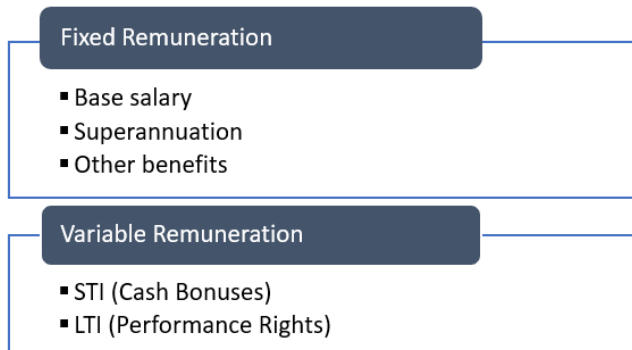 Fixed Remuneration
▪ Base salary
▪ Superannuation
▪ Other benefits
Variable Remuneration
▪ STI (Cash Bonuses)
▪ LTI (Performance Rights)